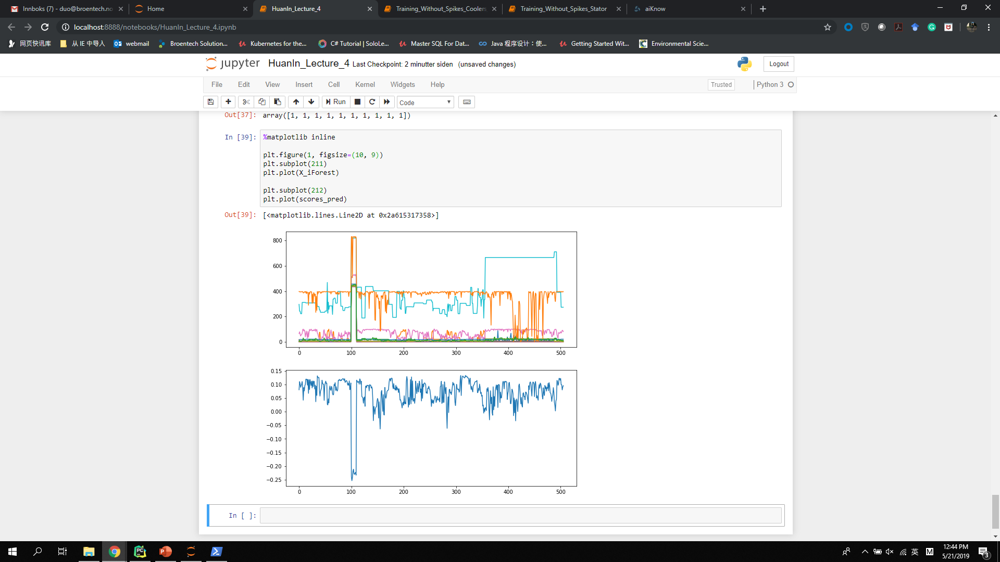 Innboks (7) - duo@broentech.no
Home
HuanIn_Lecture_4
Training_Without_Spikes_Coolers
Training_Without_Spikes_Stator
aiKnow
localhost:8888/notebooks/HuanIn_Lecture_4.ipynb
网页快讯库
从 IE 中导入
webmail
Broentech Solution...
Kubernetes for the...
C# Tutorial | SoloLe...
Master SQL For Dat...
Java 程序设计：使...
Getting Started Wit...
Environmental Scie...
jupyter HuanIn_Lecture_4 Last Checkpoint: 2 minutter siden (unsaved changes)
Logout
File Edit View Insert Cell Kernel Widgets Help
Trusted
Python 3
Run
Code
Out[37]: array([1, 1, 1, 1, 1, 1, 1, 1, 1, 1])
In [39]: %matplotlib inline
plt.figure(1, figsize=(10, 9))
plt.subplot(211)
plt.plot(X_iForest)
plt.subplot(212)
plt.plot(scores_pred)
Out[39]: [<matplotlib.lines.Line2D at 0x2a615317358>]
800
600
400
200
0
0 100 200 300 400 500
0.15
0.10
0.05
0.00
−0.05
−0.10
−0.15
−0.20
−0.25
0 100 200 300 400 500
In [ ]:
英
M
12:44 PM
5/21/2019
3